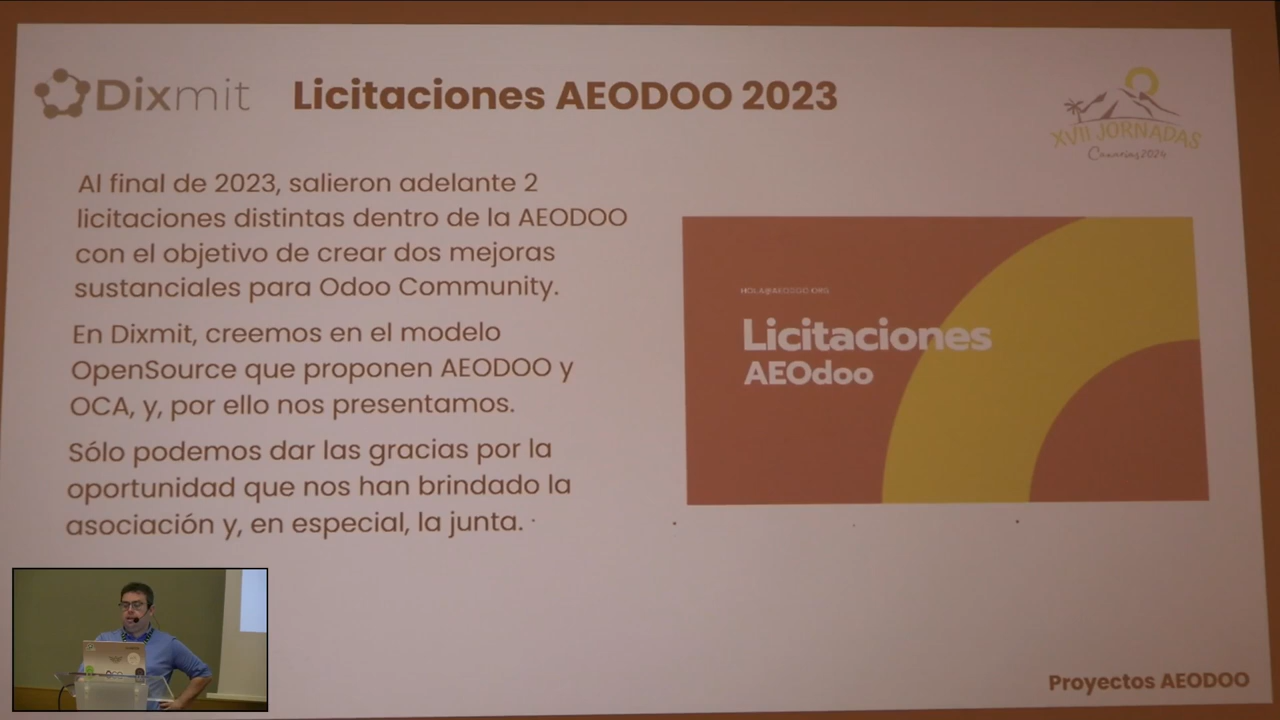 Dixmit
Licitaciones AEODOO 2023
XVII JORNADAS
Canarias 2024
Al final de 2023, salieron adelante 2
licitaciones distintas dentro de la AEODOO
con el objetivo de crear dos mejoras
sustanciales para Odoo Community.
En Dixmit, creemos en el modelo
OpenSource que proponen AEODOO y
OCA, y, por ello nos presentamos.
Sólo podemos dar las gracias por la
oportunidad que nos han brindado la
asociación y, en especial, la junta.
HOLA@AEODOO.ORG
Licitaciones
AEOdoo
Proyectos AEODOO